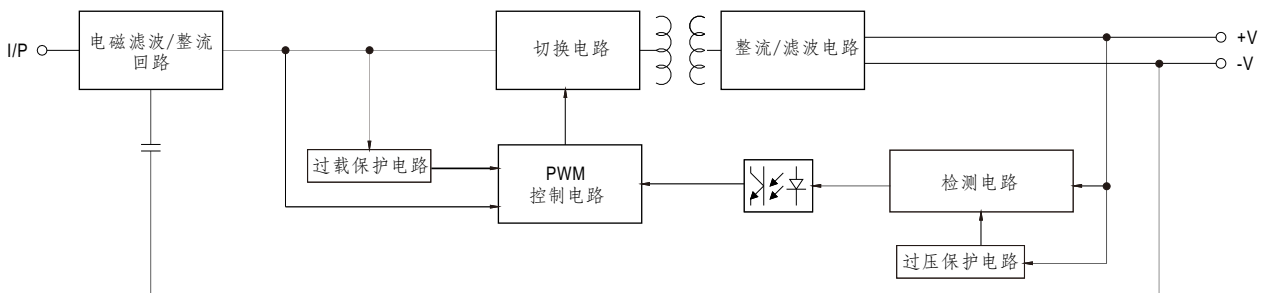 I/P
电磁滤波/整流
回路
切换电路
整流/滤波电路
+V
-V
过载保护电路
PWM
控制电路
检测电路
过压保护电路